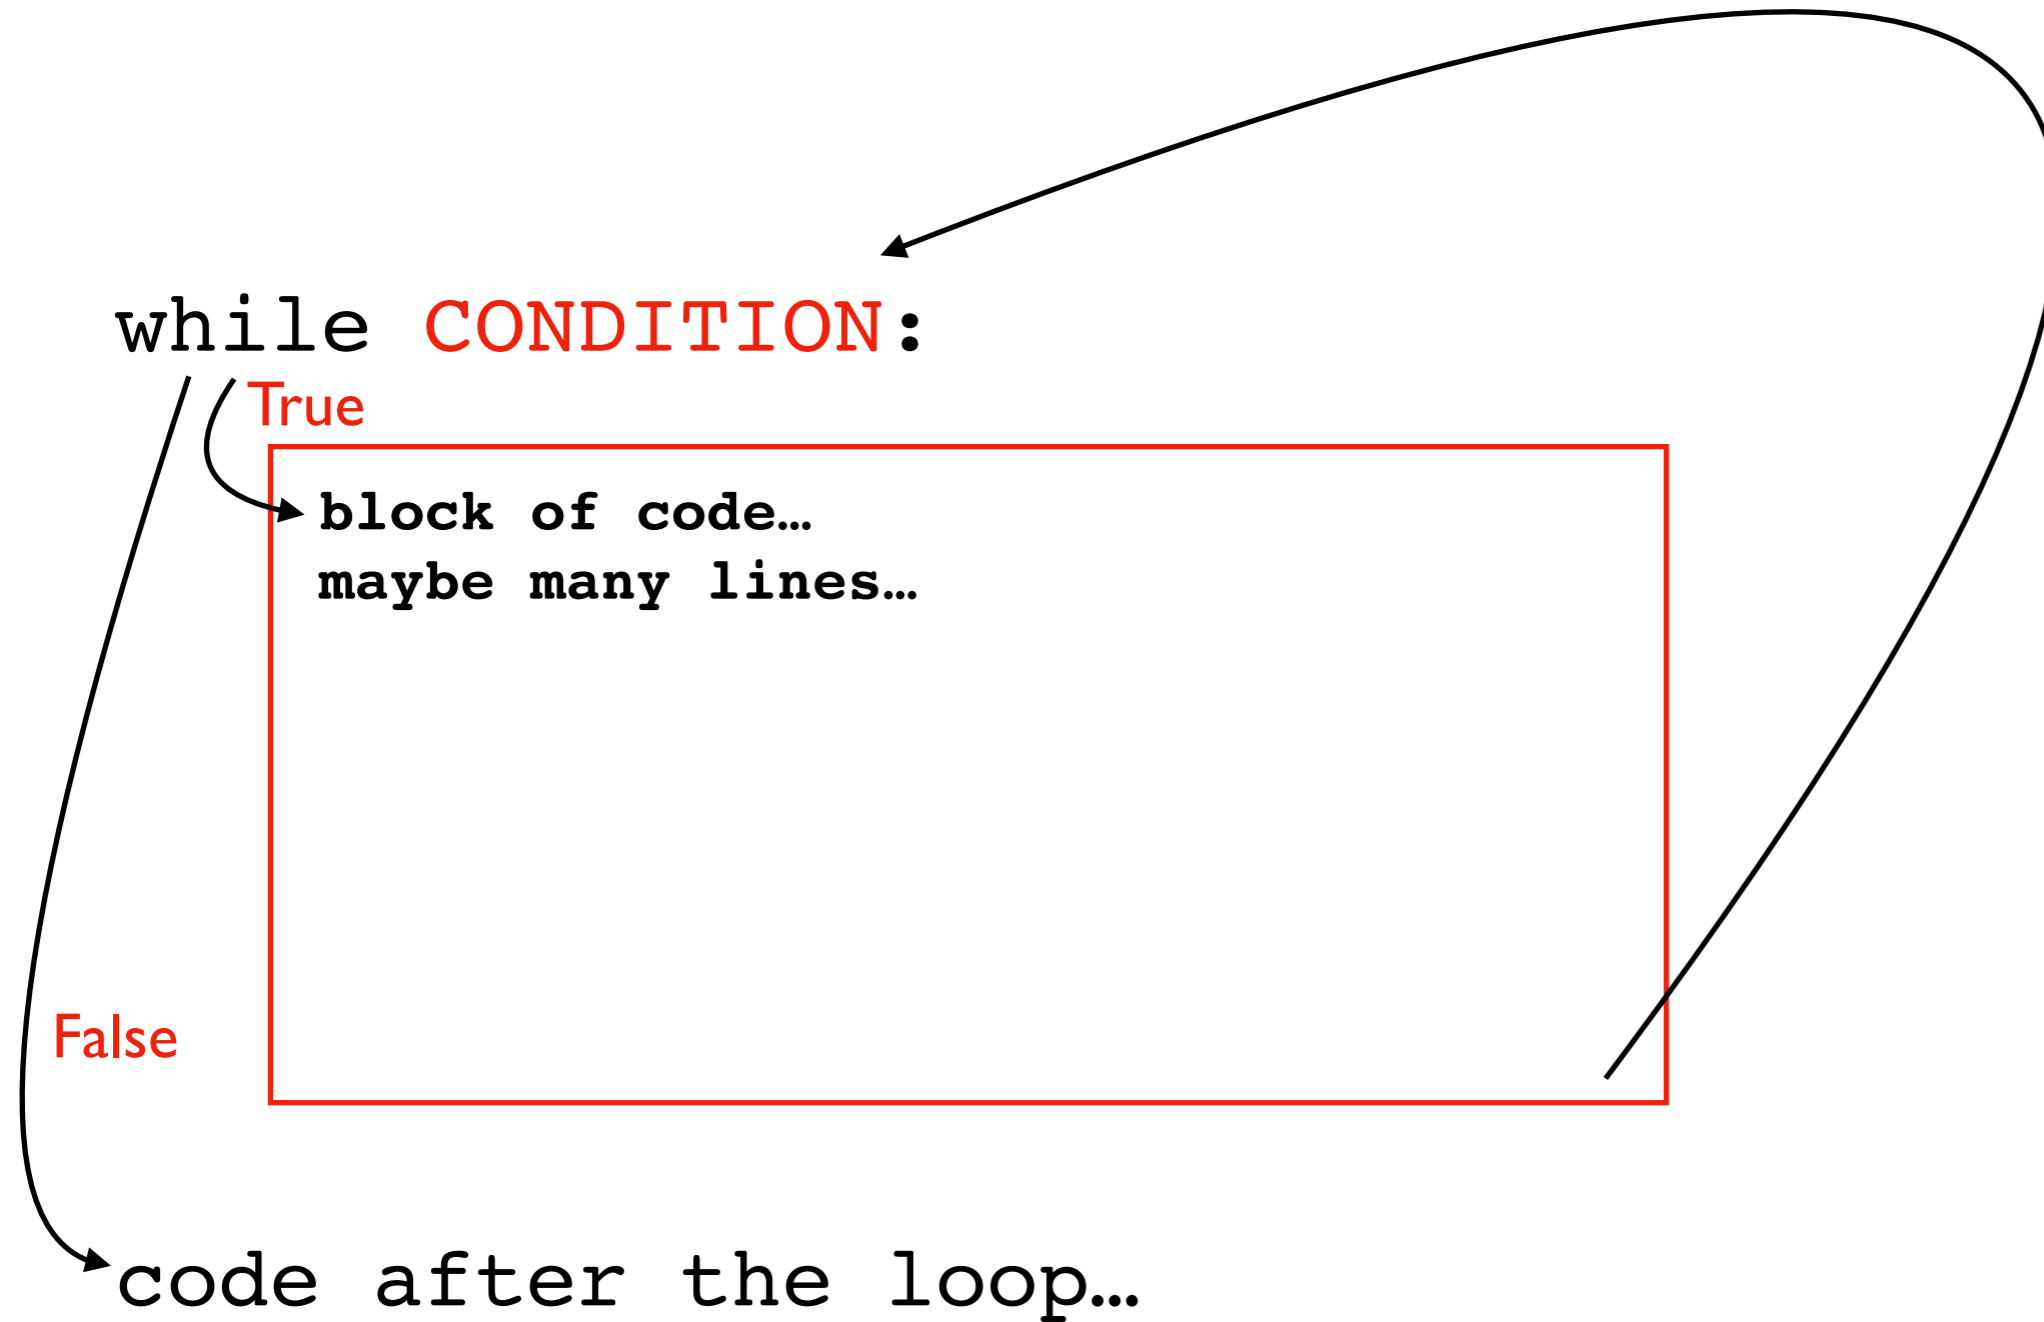 while CONDITION:
True
block of code…
maybe many lines…
False
code after the loop…